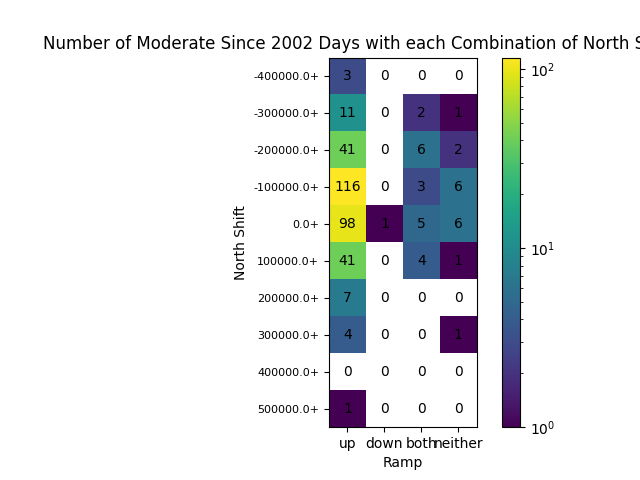 Number of Moderate Since 2002 Days with each Combination of North S
North Shift
-400000.0+ 3 0 0 0
-300000.0+ 11 0 2 1
-200000.0+ 41 0 6 2
-100000.0+ 116 0 3 6
0.0+ 98 1 5 6
100000.0+ 41 0 4 1
200000.0+ 7 0 0 0
300000.0+ 4 0 0 1
400000.0+ 0 0 0 0
500000.0+ 1 0 0 0
up down both neither
Ramp
10²
10¹
10⁰